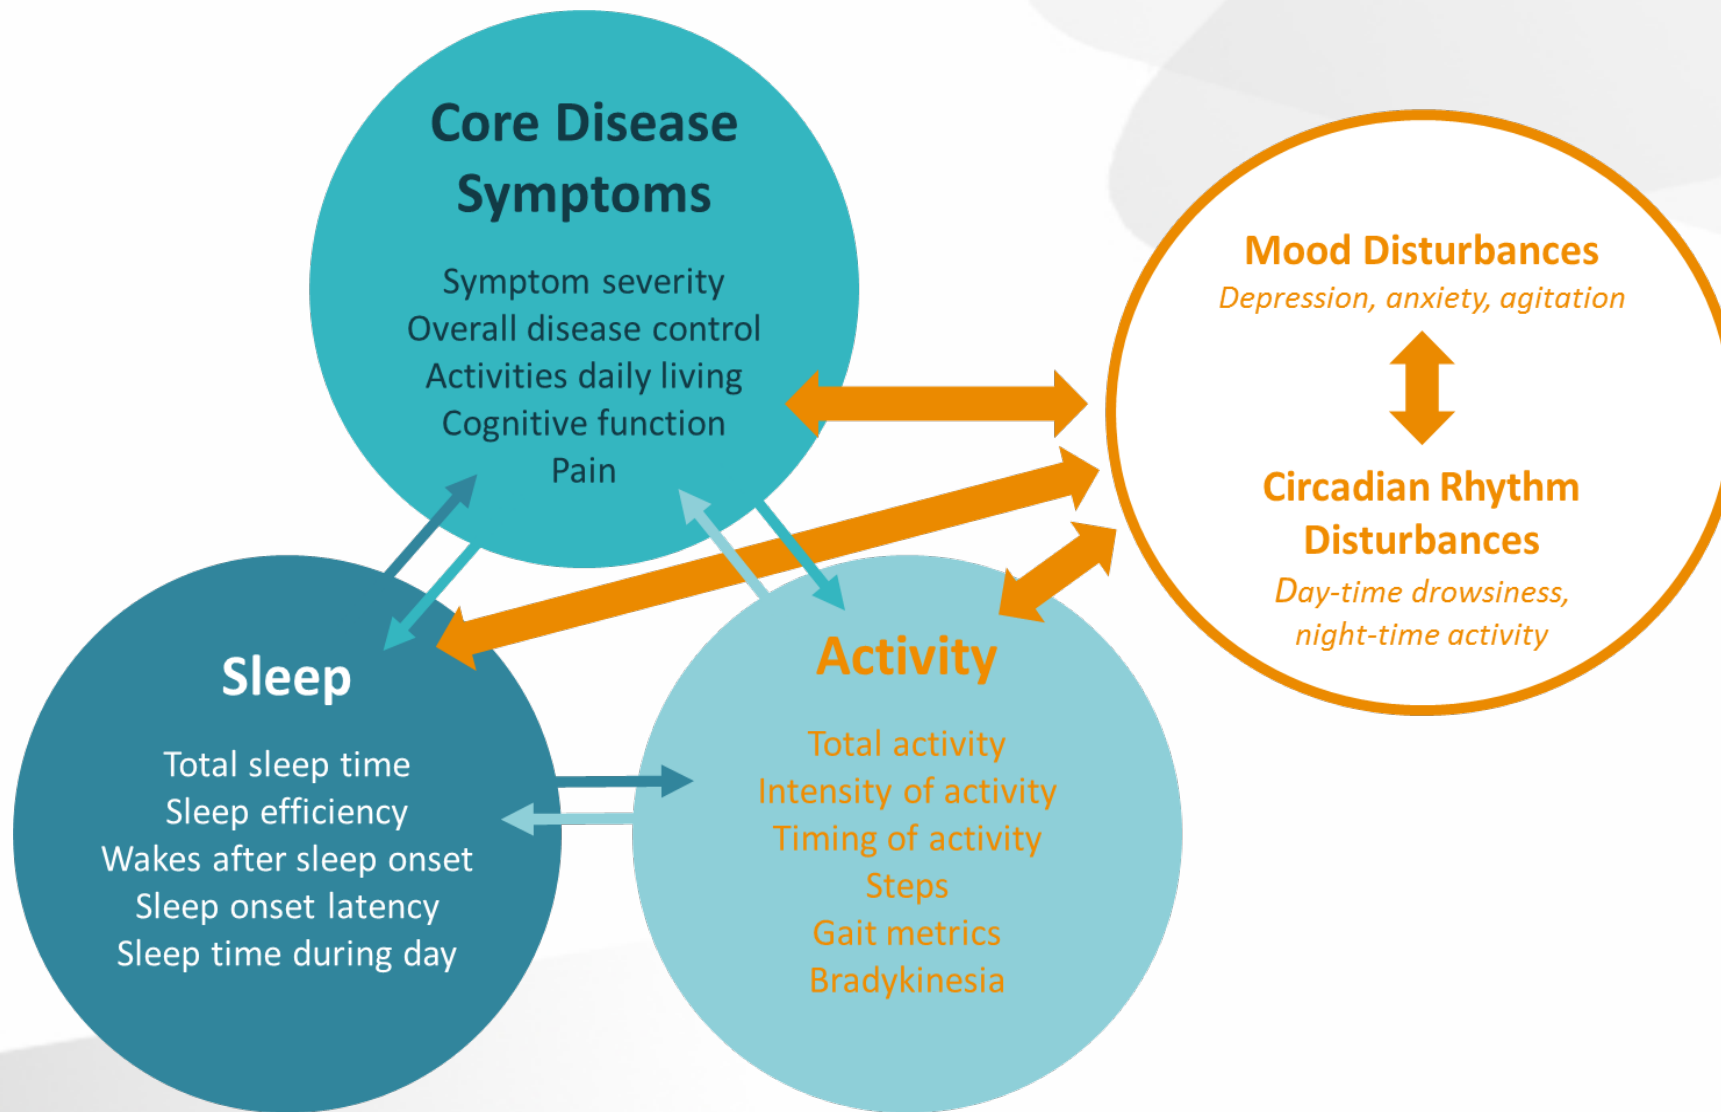 Core Disease
Symptoms
Symptom severity
Overall disease control
Activities daily living
Cognitive function
Pain
Mood Disturbances
Depression, anxiety, agitation
Circadian Rhythm
Disturbances
Day-time drowsiness,
night-time activity
Sleep
Total sleep time
Sleep efficiency
Wakes after sleep onset
Sleep onset latency
Sleep time during day
Activity
Total activity
Intensity of activity
Timing of activity
Steps
Gait metrics
Bradykinesia